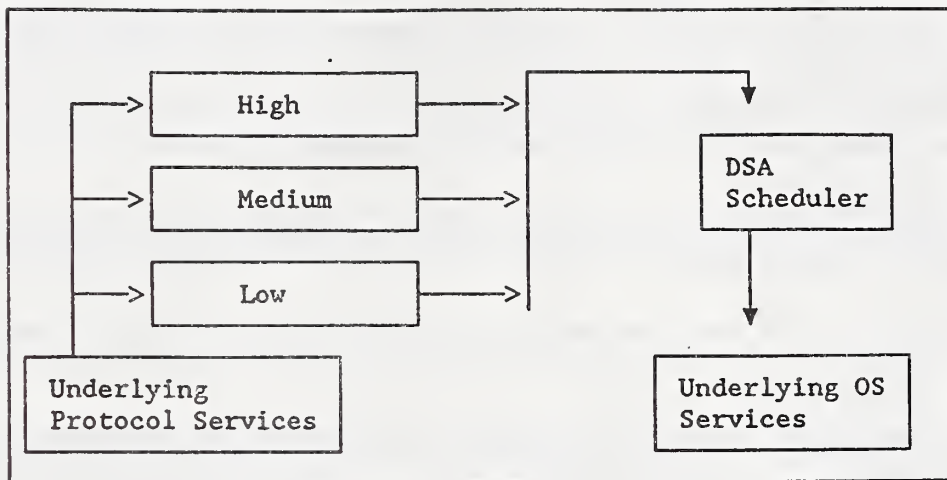 High
Medium
Low
DSA
Scheduler
Underlying
Protocol Services
Underlying OS
Services